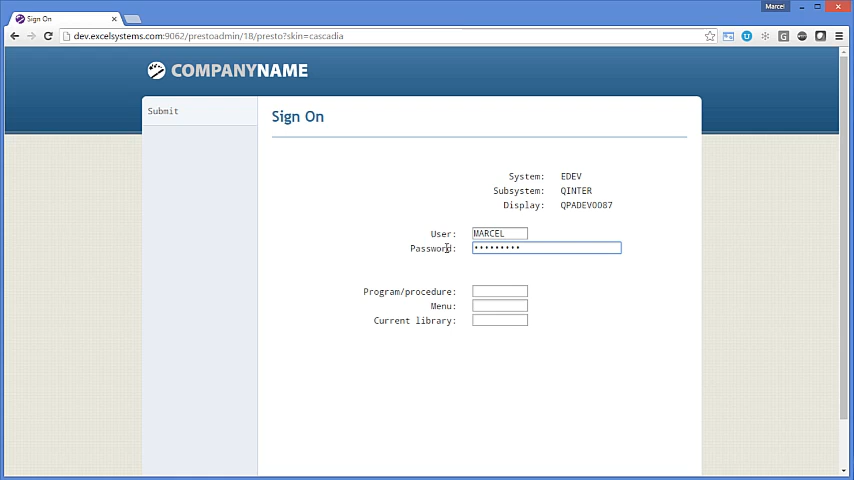 Marcel
Sign On
dev.excelsystems.com:9062/prestoadmin/18/presto?skin=cascadia
COMPANYNAME
Submit
Sign On
System: EDEV
Subsystem: QINTER
Display: QPADEV0087
User: MARCEL
Password: •••••••••
Program/procedure:
Menu:
Current library: